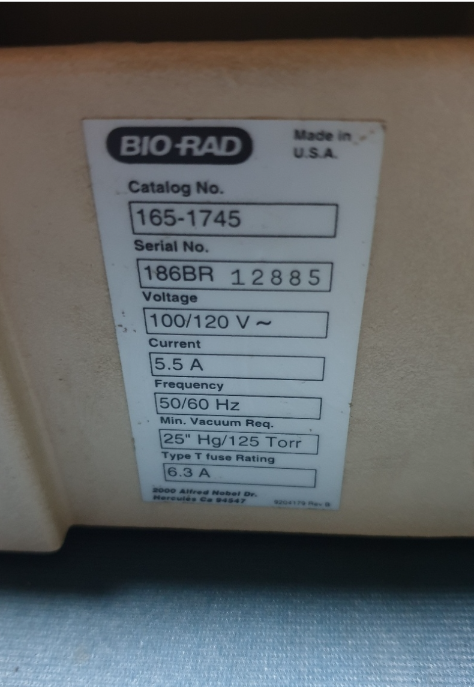 BIO-RAD
Made in
U.S.A.
Catalog No.
165-1745
Serial No.
186BR 12885
Voltage
100/120 V ~
Current
5.5 A
Frequency
50/60 Hz
Min. Vacuum Req.
25" Hg/125 Torr
Type T fuse Rating
6.3 A
2000 Alfred Nobel Dr.
Hercules Ca 94547
Rev B